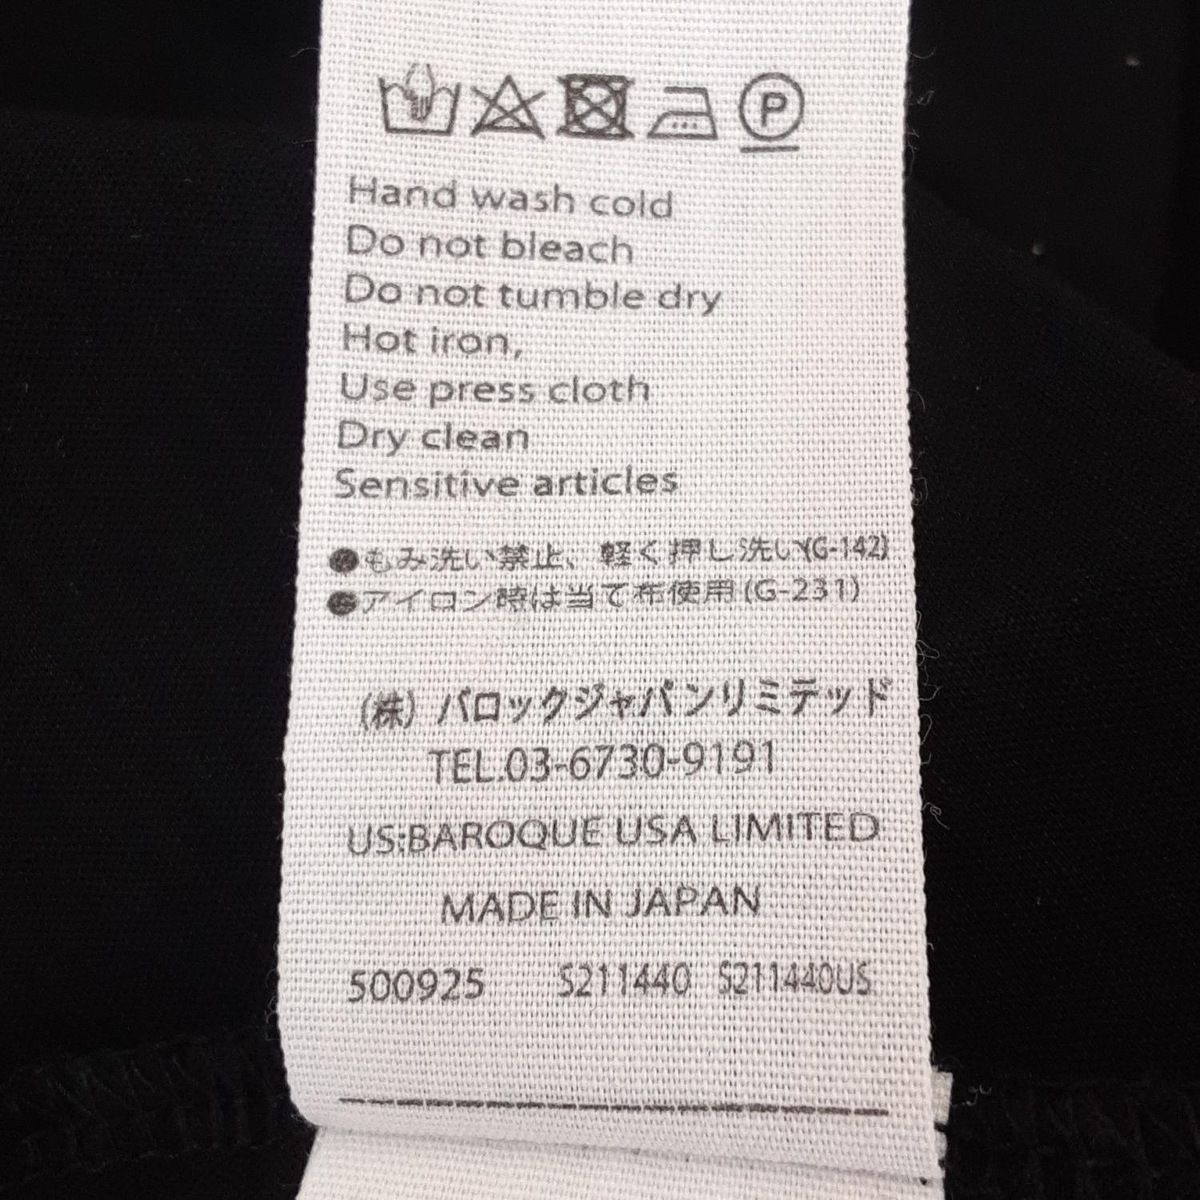 P
Hand wash cold
Do not bleach
Do not tumble dry
Hot iron,
Use press cloth
Dry clean
Sensitive articles
●もみ洗い禁止、軽く押し洗い(G-142)
●アイロン時は当て布使用(G-231)
(株)バロックジャパンリミテッド
TEL.03-6730-9191
US:BAROQUE USA LIMITED
MADE IN JAPAN
500925 S211440 S211440US